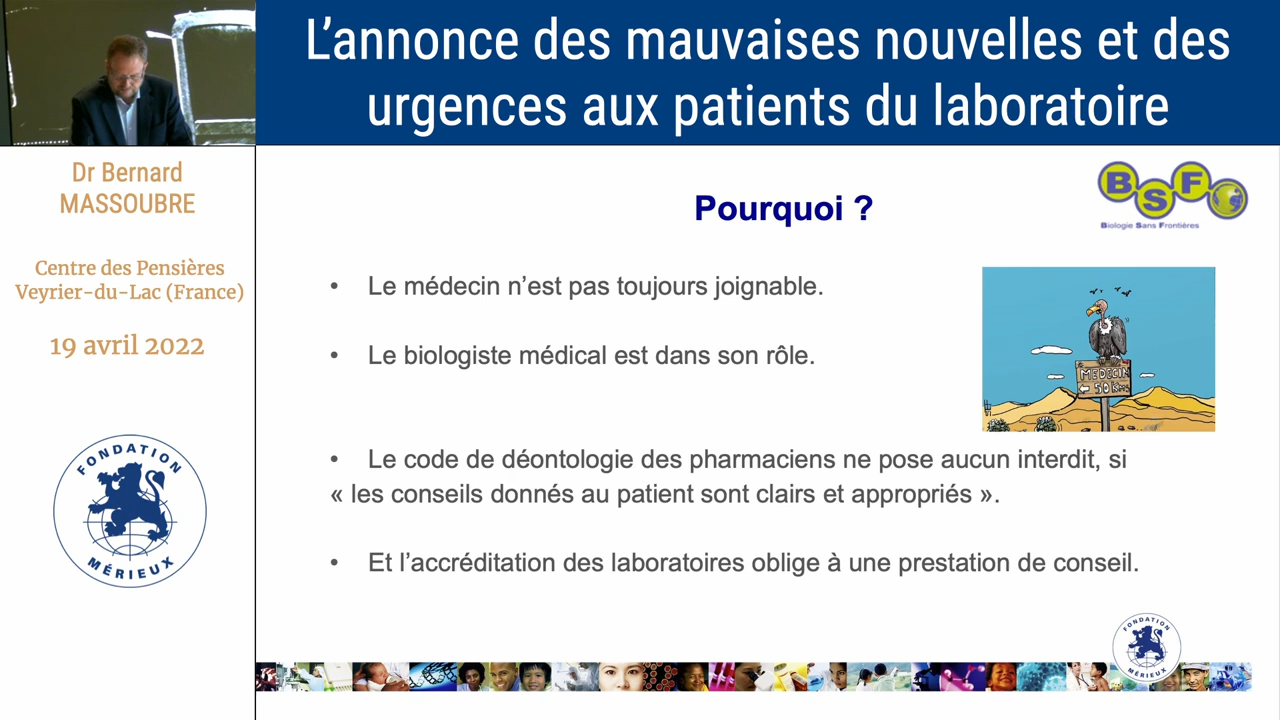 L'annonce des mauvaises nouvelles et des
urgences aux patients du laboratoire
Dr Bernard
MASSOUBRE
Centre des Pensières
Veyrier-du-Lac (France)
19 avril 2022
FONDATION
MÉRIEUX
BSF
Biologie Sans Frontières
Pourquoi ?
• Le médecin n'est pas toujours joignable.
• Le biologiste médical est dans son rôle.
MEDECIN
50 KM
• Le code de déontologie des pharmaciens ne pose aucun interdit, si
« les conseils donnés au patient sont clairs et appropriés ».
• Et l'accréditation des laboratoires oblige à une prestation de conseil.
FONDATION
MÉRIEUX